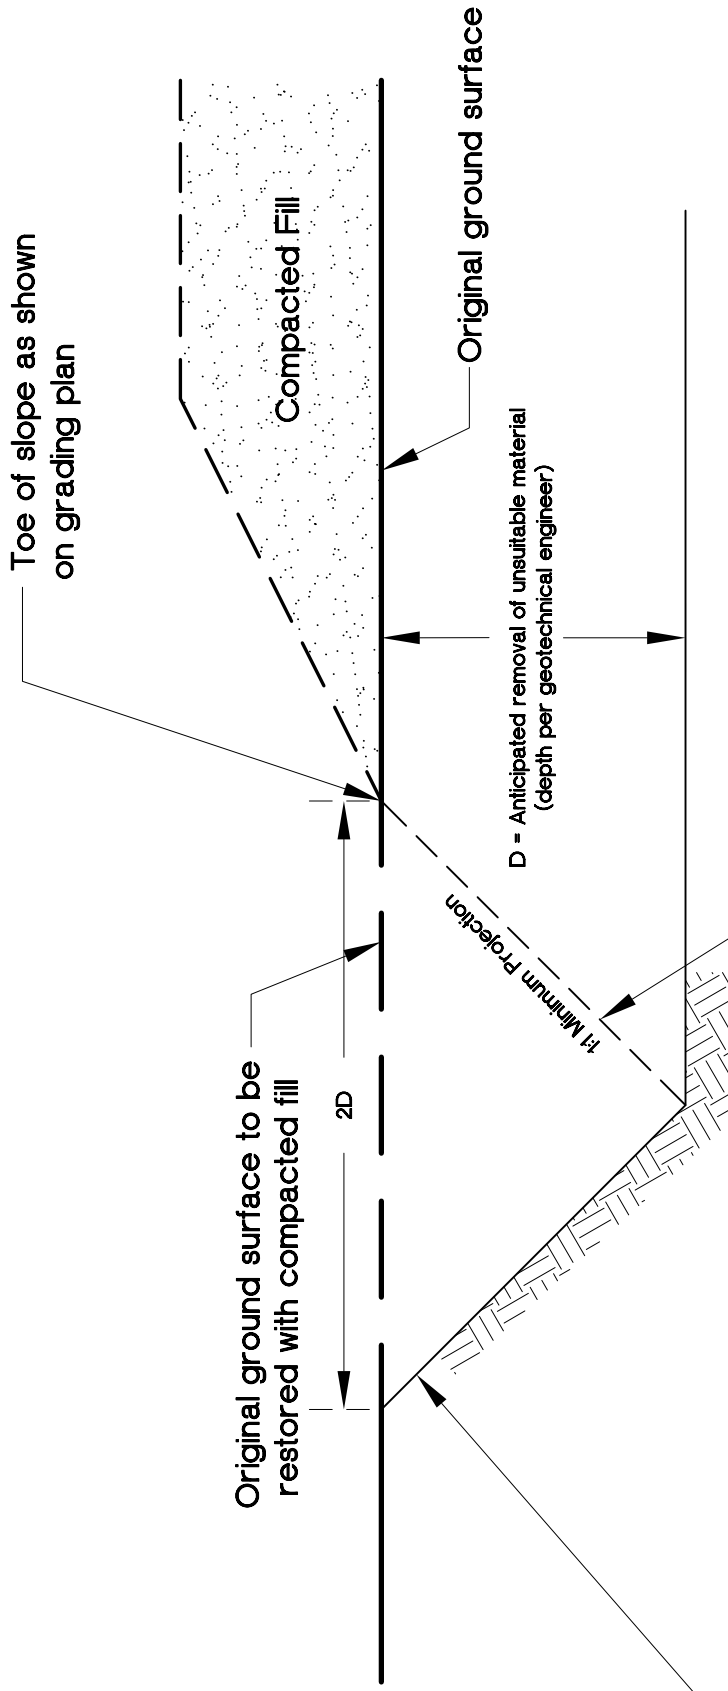 Toe of slope as shown
on grading plan
Original ground surface to be
restored with compacted fill
Compacted Fill
2D
Original ground surface
1:1 Minimum Projection
D = Anticipated removal of unsuitable material
(depth per geotechnical engineer)